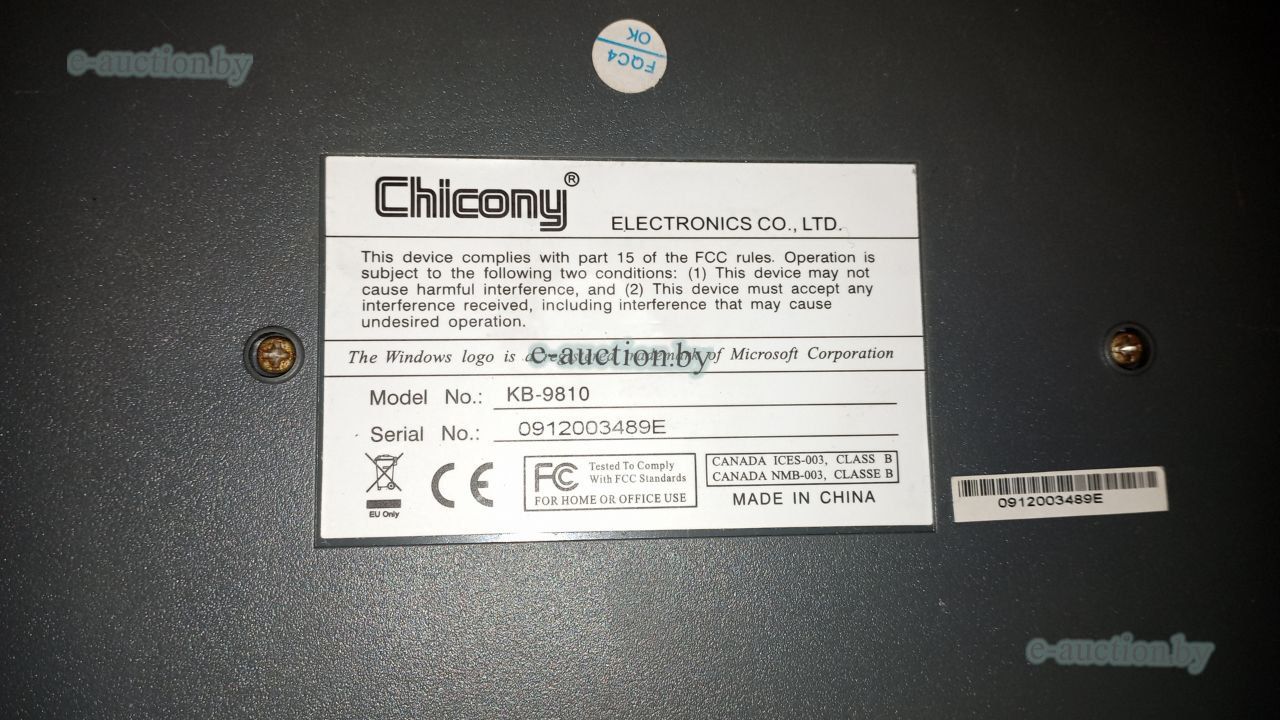 e-auction.by
FQC4
OK
Chicony®
ELECTRONICS CO., LTD.
This device complies with part 15 of the FCC rules. Operation is
subject to the following two conditions: (1) This device may not
cause harmful interference, and (2) This device must accept any
interference received, including interference that may cause
undesired operation.
The Windows logo is a registered trademark of Microsoft Corporation
e-auction.by
Model No.: KB-9810
Serial No.: 0912003489E
EU Only
CE
FC Tested To Comply
With FCC Standards
FOR HOME OR OFFICE USE
CANADA ICES-003, CLASS B
CANADA NMB-003, CLASSE B
MADE IN CHINA
0912003489E
e-auction.by